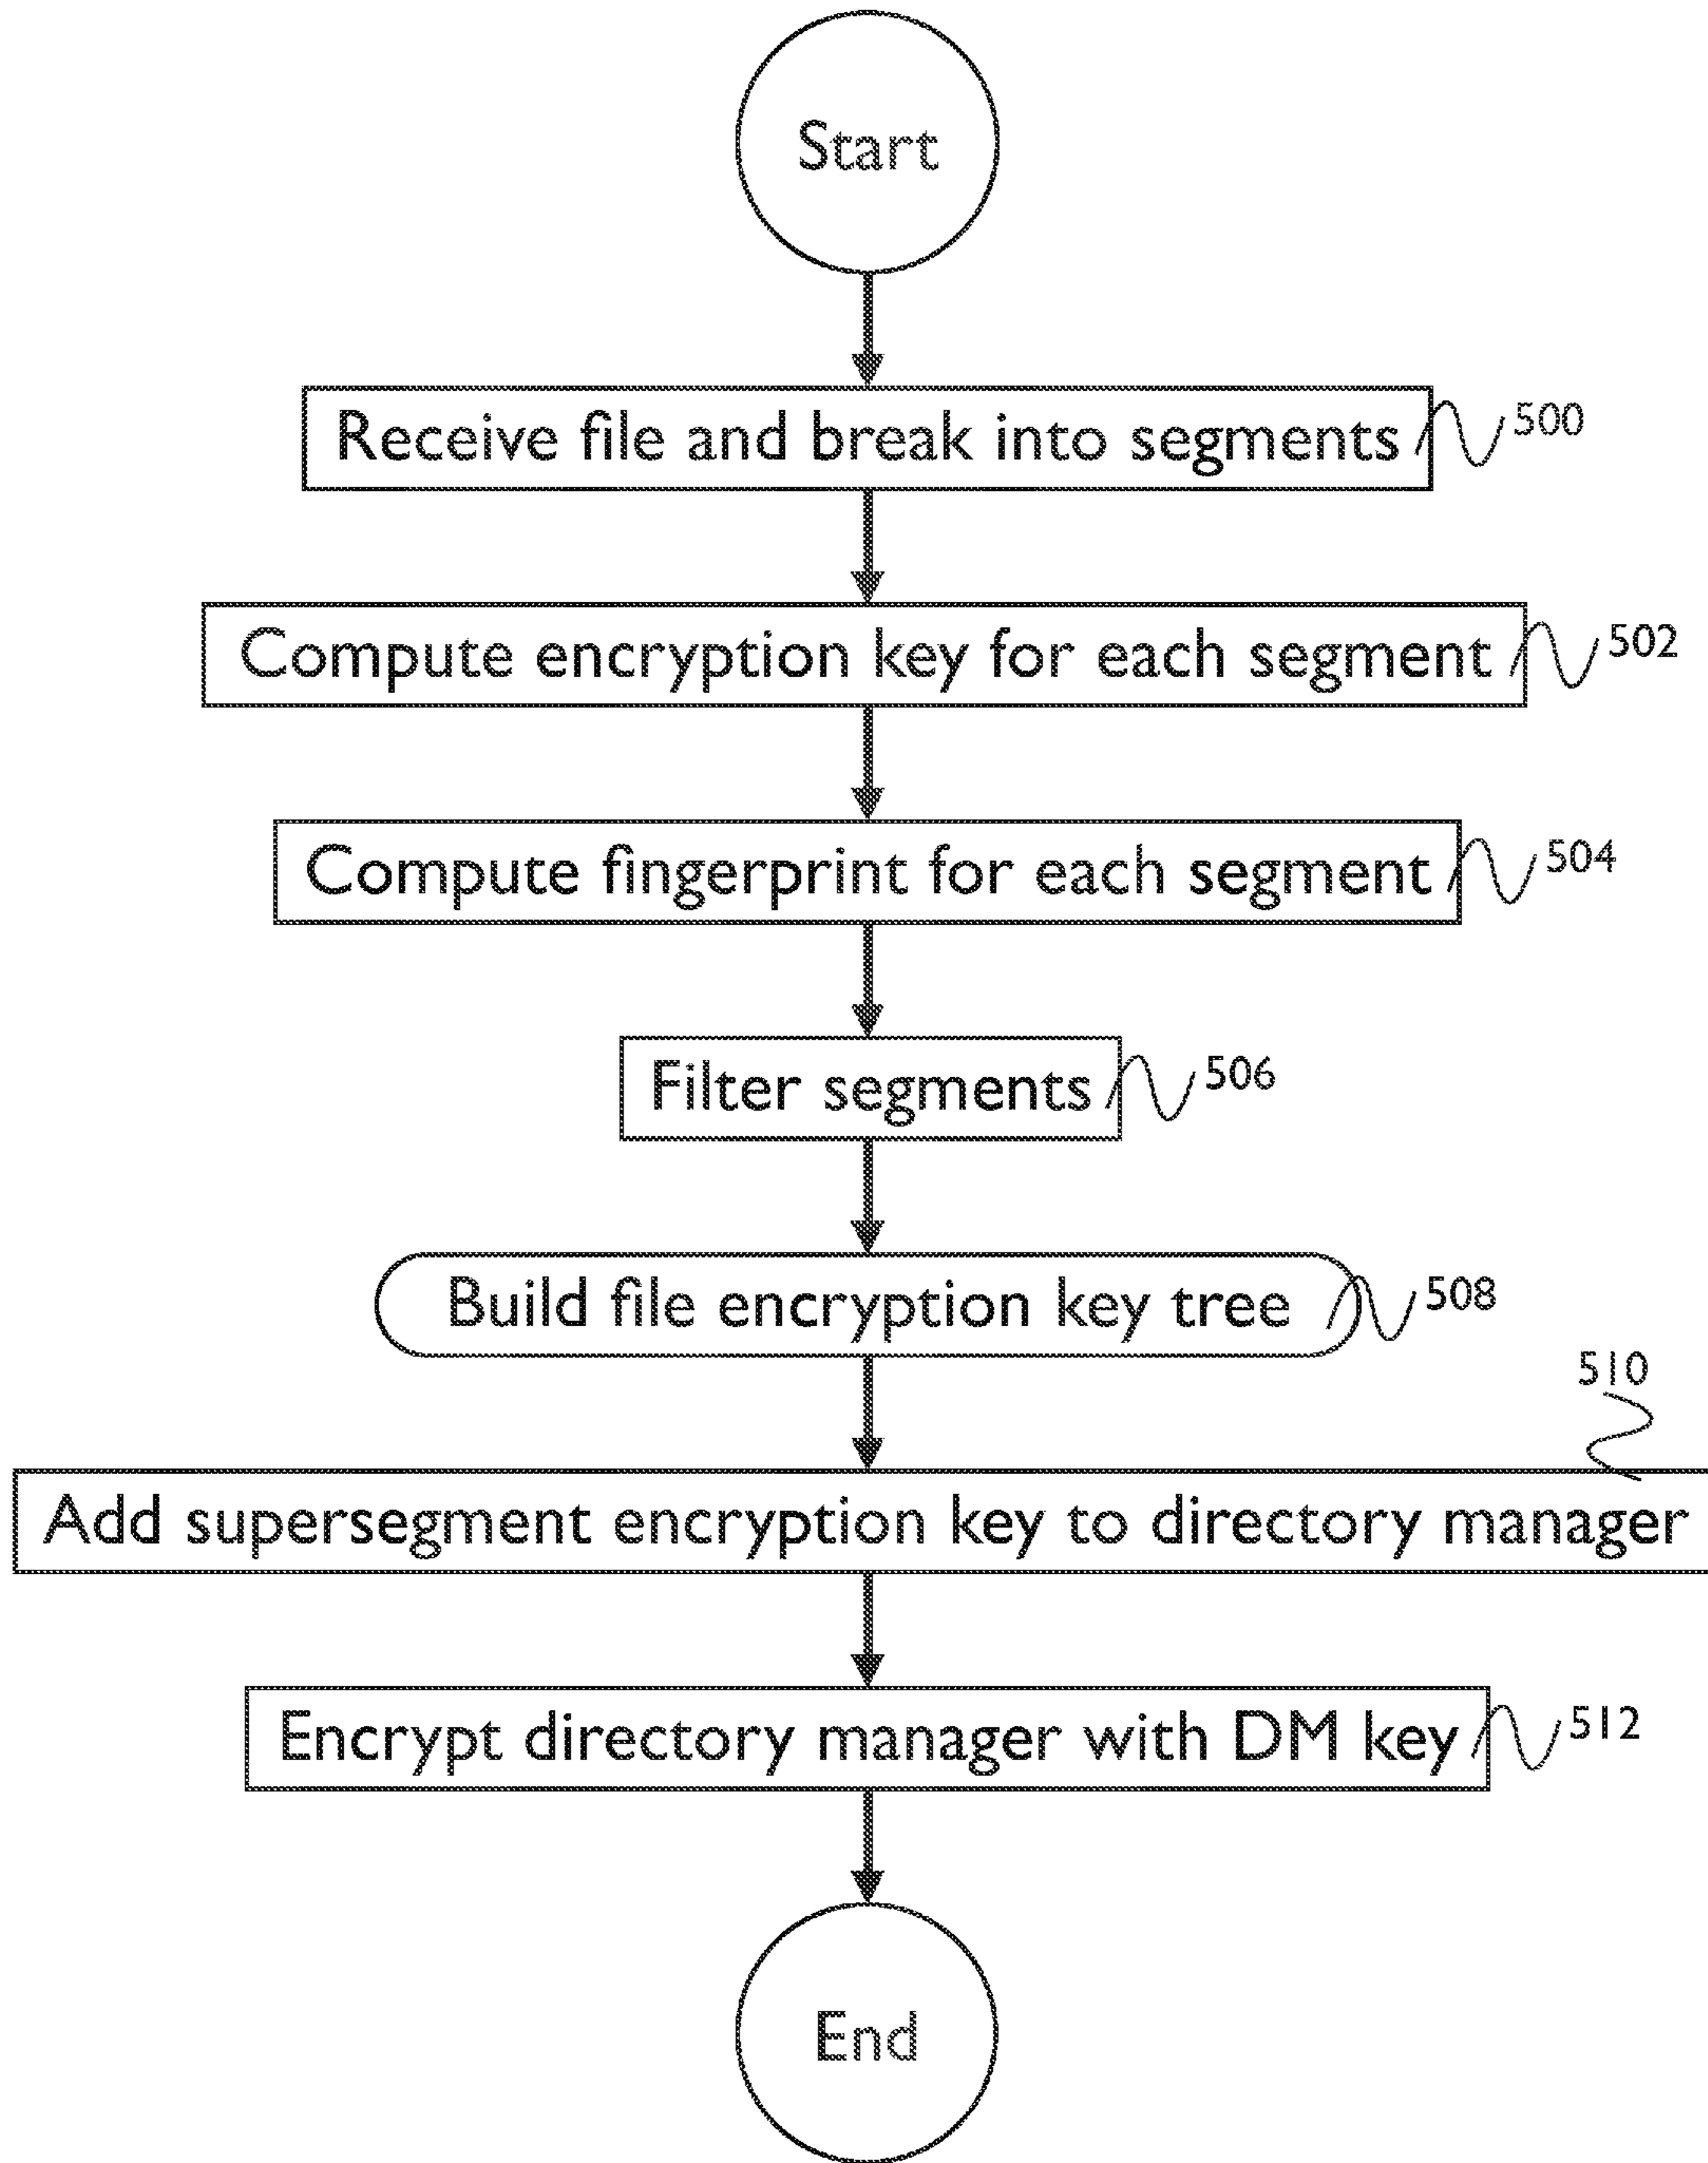 Start
Receive file and break into segments 500
Compute encryption key for each segment 502
Compute fingerprint for each segment 504
Filter segments 506
Build file encryption key tree 508
510
Add supersegment encryption key to directory manager
Encrypt directory manager with DM key 512
End